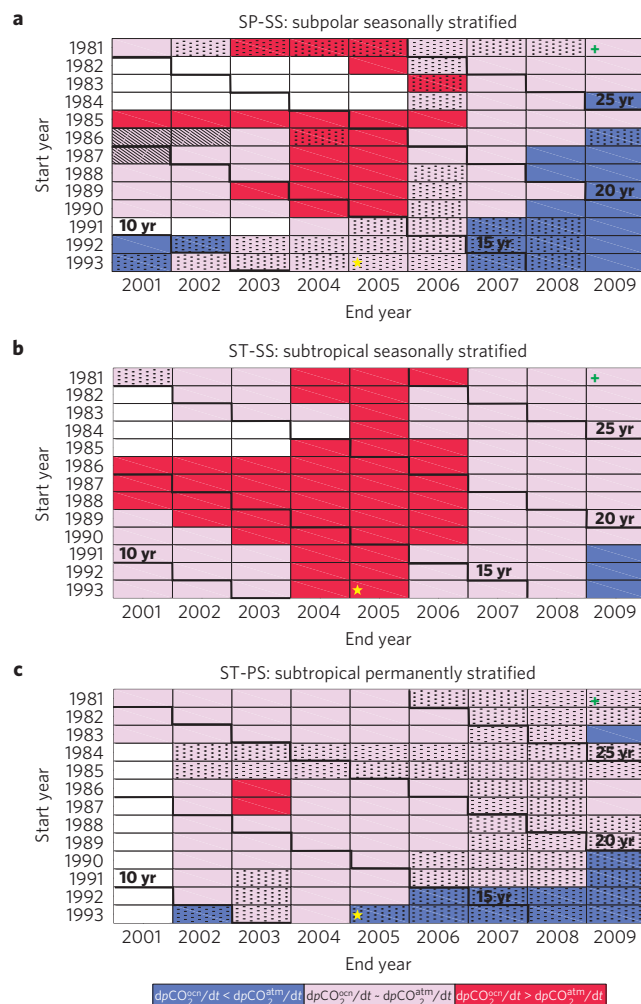 a
SP-SS: subpolar seasonally stratified
Start year
1981
1982
1983
1984
25 yr
1985
1986
1987
1988
1989
20 yr
1990
1991
10 yr
1992
15 yr
1993
2001 2002 2003 2004 2005 2006 2007 2008 2009
End year
b
ST-SS: subtropical seasonally stratified
Start year
1981
1982
1983
1984
25 yr
1985
1986
1987
1988
1989
20 yr
1990
1991
10 yr
1992
15 yr
1993
2001 2002 2003 2004 2005 2006 2007 2008 2009
End year
c
ST-PS: subtropical permanently stratified
Start year
1981
1982
1983
1984
25 yr
1985
1986
1987
1988
1989
20 yr
1990
1991
10 yr
1992
15 yr
1993
2001 2002 2003 2004 2005 2006 2007 2008 2009
End year
dpCO₂ᵒᶜⁿ/dt < dpCO₂ᵃᵗᵐ/dt dpCO₂ᵒᶜⁿ/dt ~ dpCO₂ᵃᵗᵐ/dt dpCO₂ᵒᶜⁿ/dt > dpCO₂ᵃᵗᵐ/dt